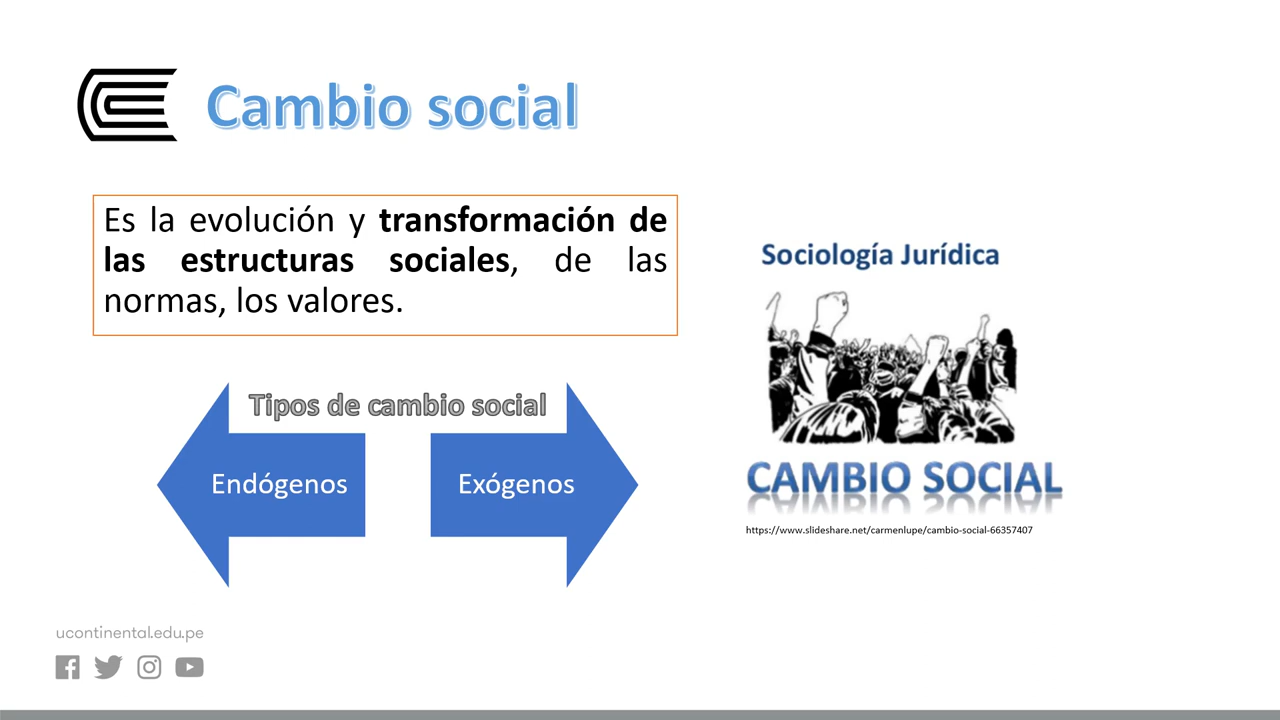 Cambio social
Es la evolución y transformación de
las estructuras sociales, de las
normas, los valores.
Tipos de cambio social
Endógenos
Exógenos
Sociología Jurídica
CAMBIO SOCIAL
https://www.slideshare.net/carmenlupe/cambio-social-66357407
ucontinental.edu.pe